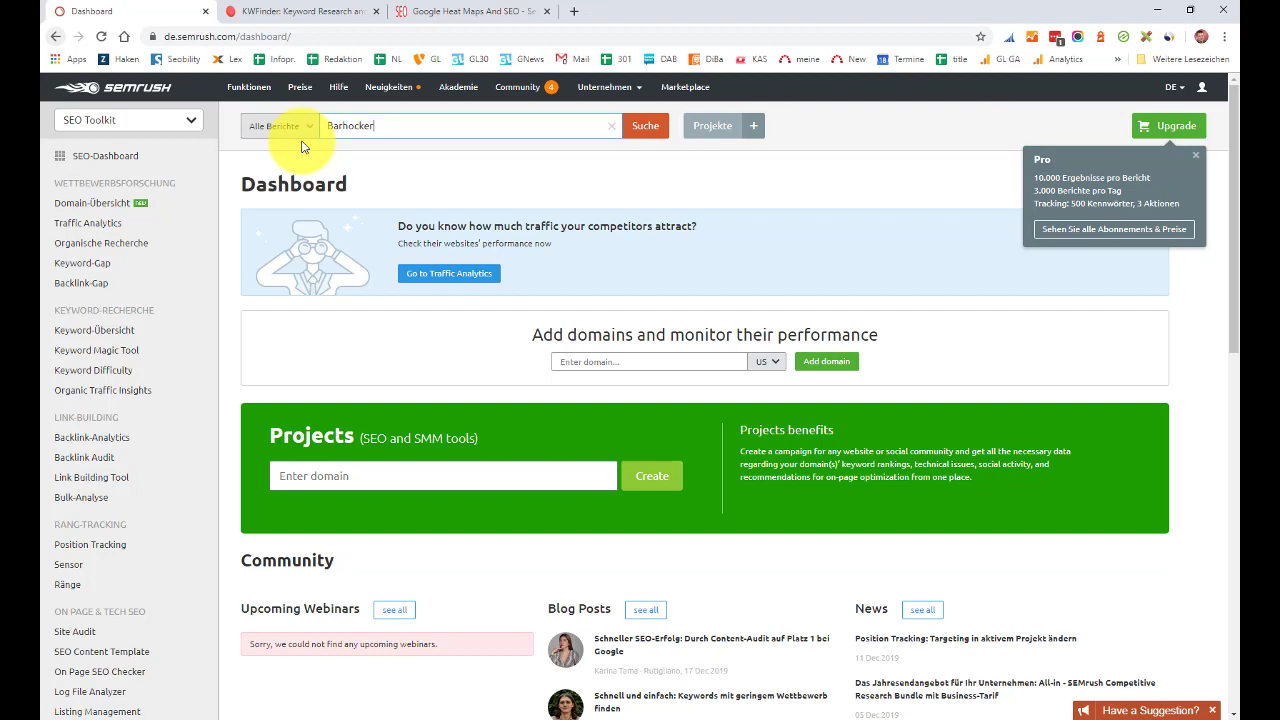 Dashboard
KWFinder: Keyword Research an
Google Heat Maps And SEO - Se
de.semrush.com/dashboard/
Apps
Haken
Seobility
Lex
Infopr.
Redaktion
NL
GL
GL30
GNews
Mail
301
DAB
DiBa
KAS
meine
New
Termine
title
GL GA
Analytics
»
Weitere Lesezeichen
SEMRUSH
Funktionen
Preise
Hilfe
Neuigkeiten
Akademie
Community 4
Unternehmen
Marketplace
DE
SEO Toolkit
Alle Berichte
Barhocker
Suche
Projekte
+
Upgrade
SEO-Dashboard
WETTBEWERBSFORSCHUNG
Domain-Übersicht NEU
Traffic Analytics
Organische Recherche
Keyword-Gap
Backlink-Gap
KEYWORD-RECHERCHE
Keyword-Übersicht
Keyword Magic Tool
Keyword Difficulty
Organic Traffic Insights
LINK-BUILDING
Backlink-Analytics
Backlink Audit
Link Building Tool
Bulk-Analyse
RANG-TRACKING
Position Tracking
Sensor
Ränge
ON PAGE & TECH SEO
Site Audit
SEO Content Template
On Page SEO Checker
Log File Analyzer
Listing Management
Pro
10.000 Ergebnisse pro Bericht
3.000 Berichte pro Tag
Tracking: 500 Kennwörter, 3 Aktionen
Sehen Sie alle Abonnements & Preise
Dashboard
Do you know how much traffic your competitors attract?
Check their websites' performance now
Go to Traffic Analytics
Add domains and monitor their performance
Enter domain...
US
Add domain
Projects (SEO and SMM tools)
Enter domain
Create
Projects benefits
Create a campaign for any website or social community and get all the necessary data
regarding your domain(s)' keyword rankings, technical issues, social activity, and
recommendations for on-page optimization from one place.
Community
Upcoming Webinars
see all
Sorry, we could not find any upcoming webinars.
Blog Posts
see all
Schneller SEO-Erfolg: Durch Content-Audit auf Platz 1 bei
Google
Karina Tama - Rutigliano, 17 Dec 2019
Schnell und einfach: Keywords mit geringem Wettbewerb
finden
News
see all
Position Tracking: Targeting in aktivem Projekt ändern
11 Dec 2019
Das Jahresendangebot für Ihr Unternehmen: All-in - SEMrush Competitive
Research Bundle mit Business-Tarif
05 Dec 2019
Have a Suggestion?